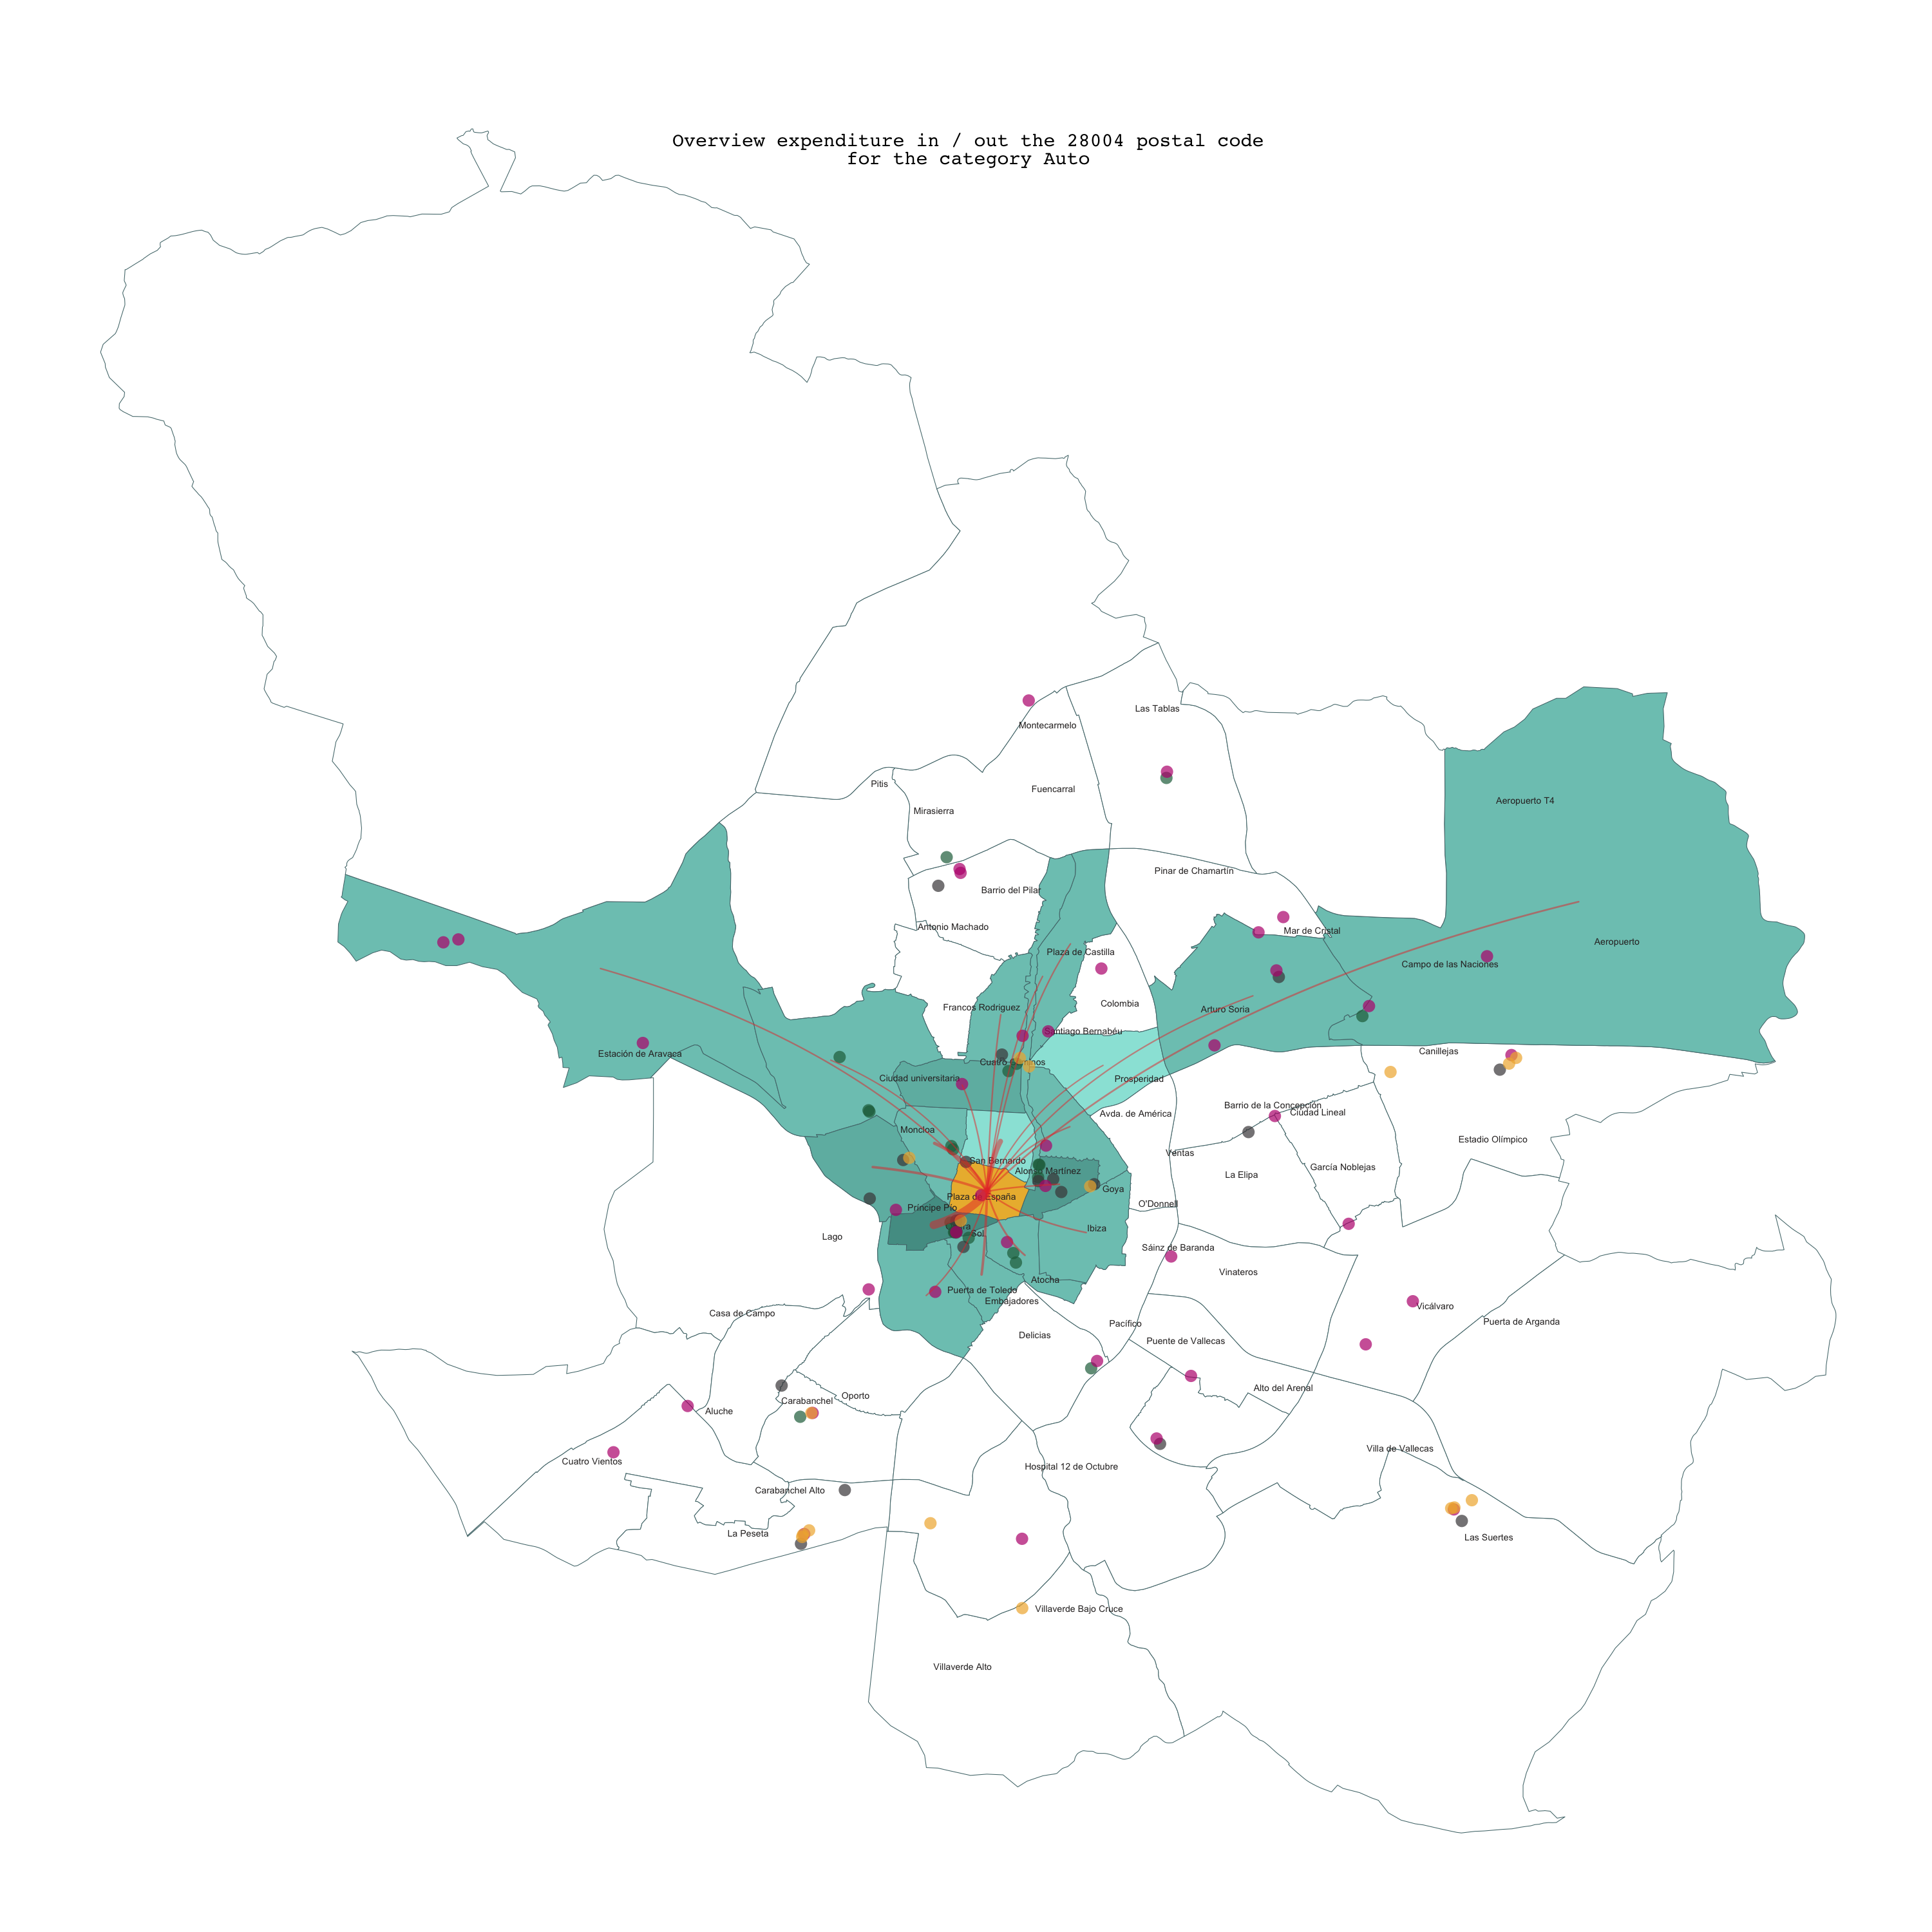 Overview expenditure in / out the 28004 postal code
for the category Auto
Las Tablas
Montecarmelo
Pitis
Fuencarral
Aeropuerto T4
Mirasierra
Pinar de Chamartín
Barrio del Pilar
Antonio Machado
Mar de Cristal
Aeropuerto
Plaza de Castilla
Campo de las Naciones
Colombia
Francos Rodriguez
Arturo Soria
Santiago Bernabéu
Estación de Aravaca
Canillejas
Ciudad universitaria
Prosperidad
Barrio de la Concepción
Ciudad Lineal
Avda. de América
Moncloa
Estadio Olímpico
Ventas
San Bernardo
García Noblejas
Alonso Martinez
La Elipa
Goya
Plaza de España
O'Donnell
Principe Pio
Ibiza
Sol
Lago
Sáinz de Baranda
Vinateros
Atocha
Puerta de Toledo
Embajadores
Vicálvaro
Casa de Campo
Puerta de Arganda
Pacífico
Delicias
Puente de Vallecas
Alto del Arenal
Oporto
Carabanchel
Aluche
Villa de Vallecas
Cuatro Vientos
Hospital 12 de Octubre
Carabanchel Alto
La Peseta
Las Suertes
Villaverde Bajo Cruce
Villaverde Alto